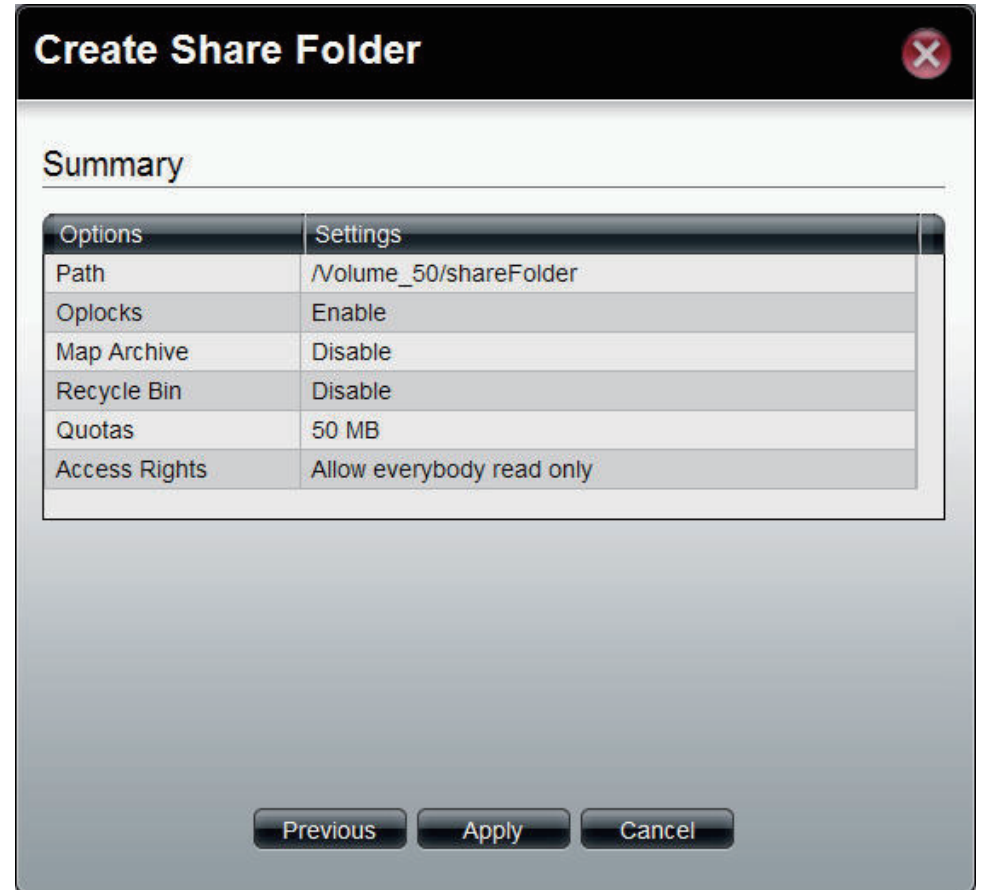 Create Share Folder
Summary
Options Settings
Path /Volume_50/shareFolder
Oplocks Enable
Map Archive Disable
Recycle Bin Disable
Quotas 50 MB
Access Rights Allow everybody read only
Previous Apply Cancel